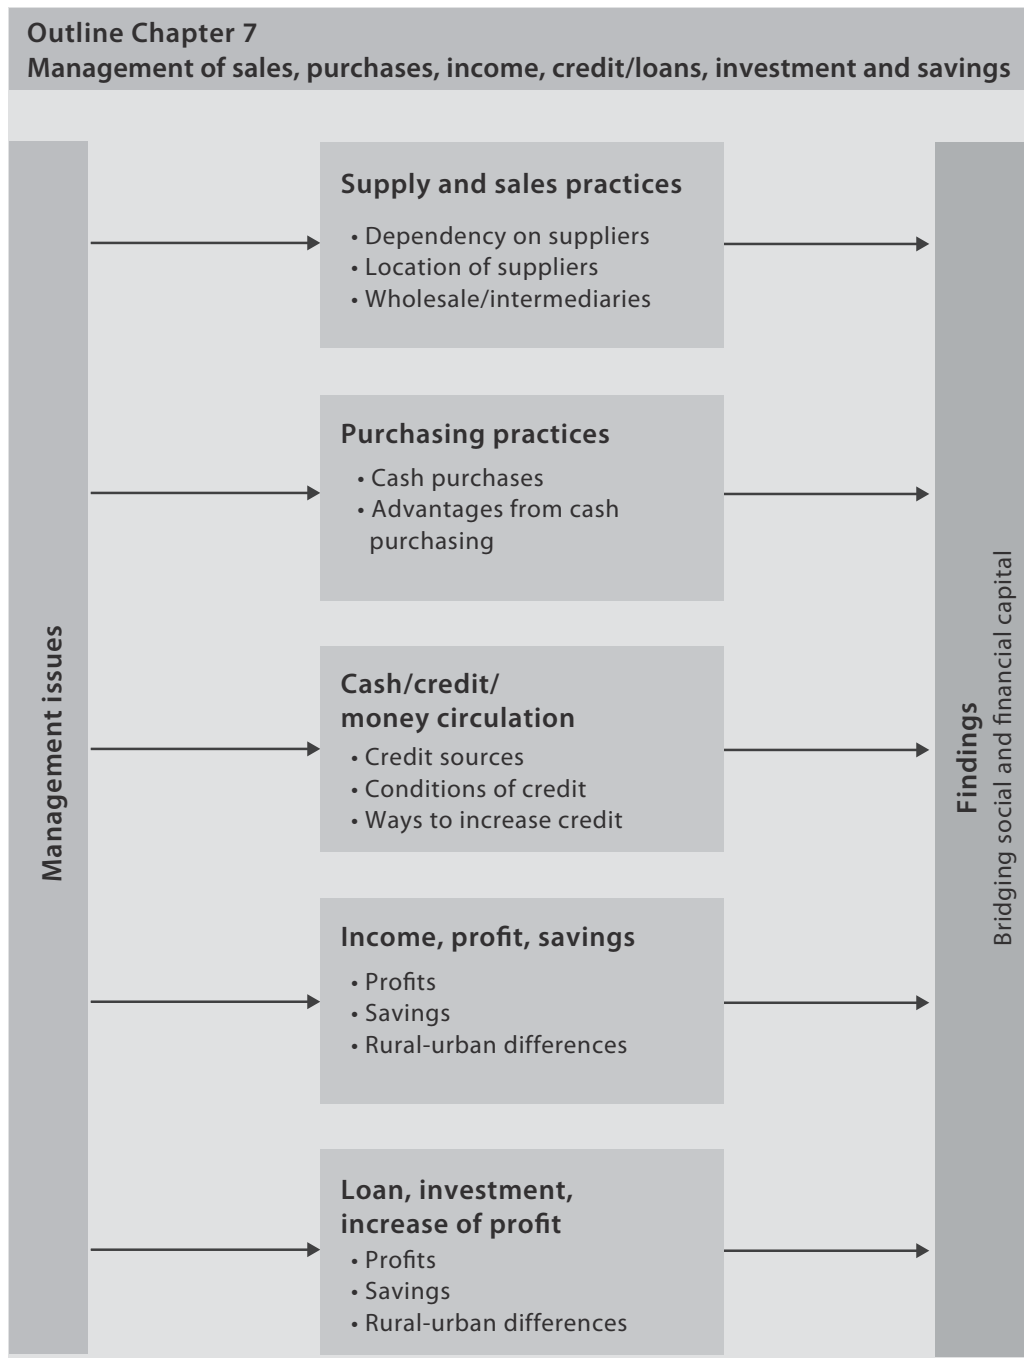 Outline Chapter 7
Management of sales, purchases, income, credit/loans, investment and savings
Management issues
Supply and sales practices
• Dependency on suppliers
• Location of suppliers
• Wholesale/intermediaries
Purchasing practices
• Cash purchases
• Advantages from cash
purchasing
Cash/credit/
money circulation
• Credit sources
• Conditions of credit
• Ways to increase credit
Income, profit, savings
• Profits
• Savings
• Rural-urban differences
Loan, investment,
increase of profit
• Profits
• Savings
• Rural-urban differences
Findings
Bridging social and financial capital